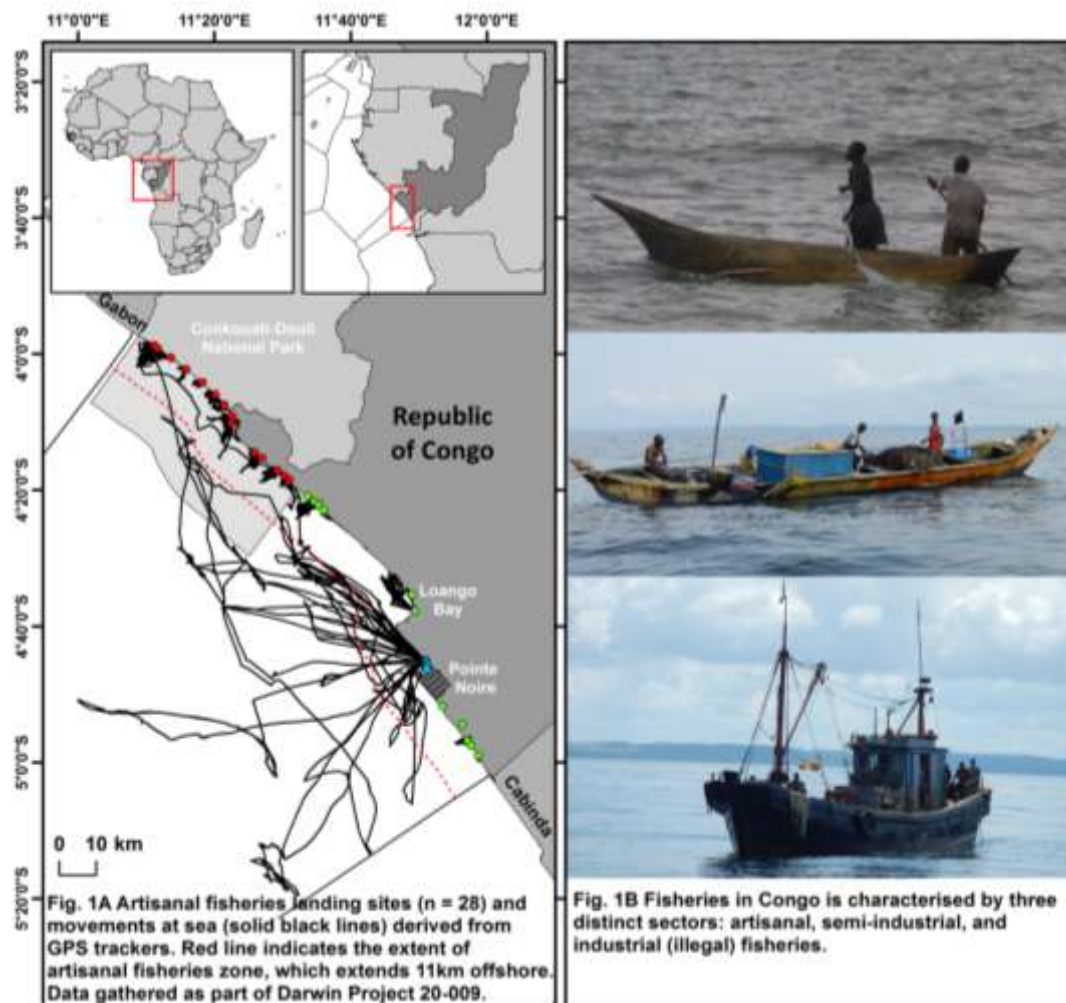 11°0'0"E 11°20'0"E 11°40'0"E 12°0'0"E
3°20'0"S
3°40'0"S
4°0'0"S
4°20'0"S
4°40'0"S
5°0'0"S
5°20'0"S
Gabon
Conkouati-Douli
National Park
Republic
of Congo
Loango
Bay
Pointe
Noire
Cabinda
0 10 km
Fig. 1A Artisanal fisheries landing sites (n = 28) and
movements at sea (solid black lines) derived from
GPS trackers. Red line indicates the extent of
artisanal fisheries zone, which extends 11km offshore.
Data gathered as part of Darwin Project 20-009.
Fig. 1B Fisheries in Congo is characterised by three
distinct sectors: artisanal, semi-industrial, and
industrial (illegal) fisheries.